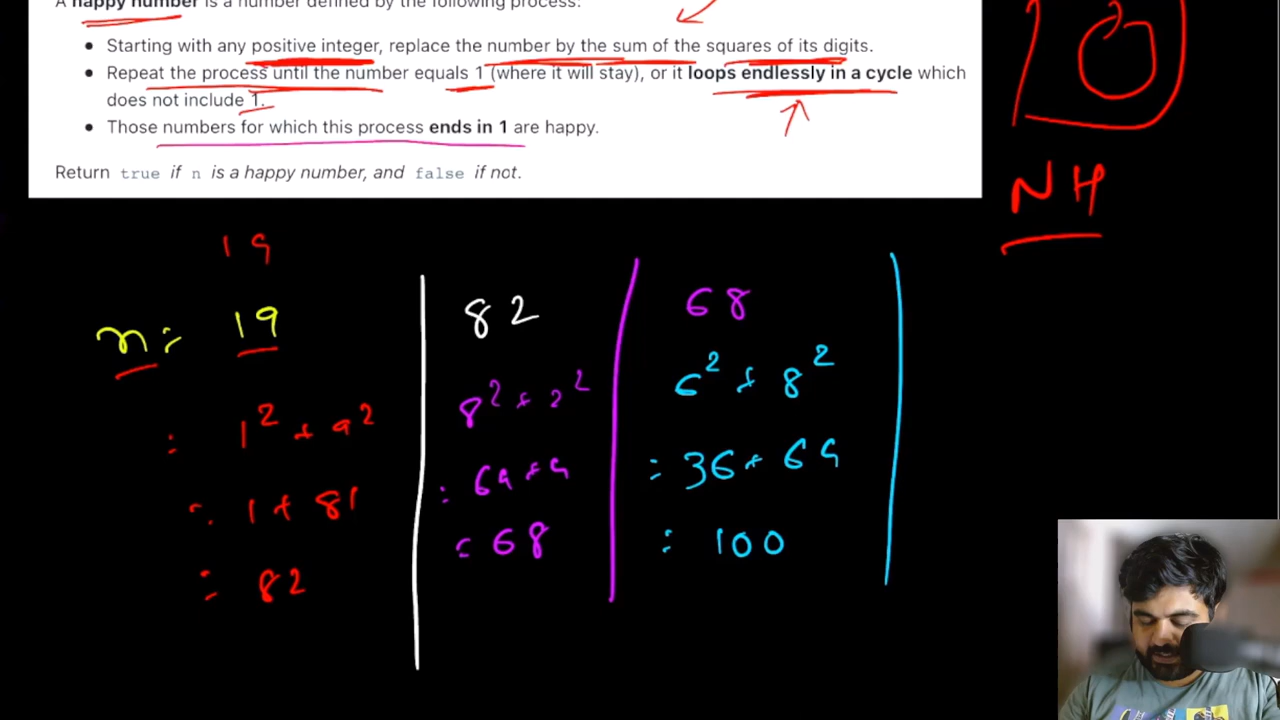 A happy number is a number defined by the following process:
Starting with any positive integer, replace the number by the sum of the squares of its digits.
Repeat the process until the number equals 1 (where it will stay), or it loops endlessly in a cycle which
does not include 1.
Those numbers for which this process ends in 1 are happy.
Return true if n is a happy number, and false if not.
NH
19
n = 19
= 1² + 9²
= 1 + 81
= 82
82
8² + 2²
= 64 + 4
= 68
68
6² + 8²
= 36 + 64
= 100